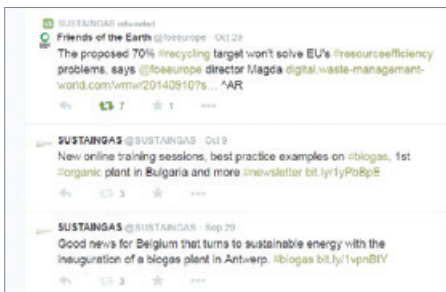 SUSTAINGAS retweeted
Friends of the Earth @foeeurope · Oct 29
The proposed 70% #recycling target won't solve EU's #resourceefficiency
problems, says @foeeurope director Magda digital.waste-management-
world.com/wmw/20140910?s... ^AR
7 1
SUSTAINGAS @SUSTAINGAS · Oct 9
New online training sessions, best practice examples on #biogas, 1st
#organic plant in Bulgaria and more #newsletter bit.ly/1yPbBpE
3
SUSTAINGAS @SUSTAINGAS · Sep 29
Good news for Belgium that turns to sustainable energy with the
inauguration of a biogas plant in Antwerp. #biogas bit.ly/1vpnBtY
3